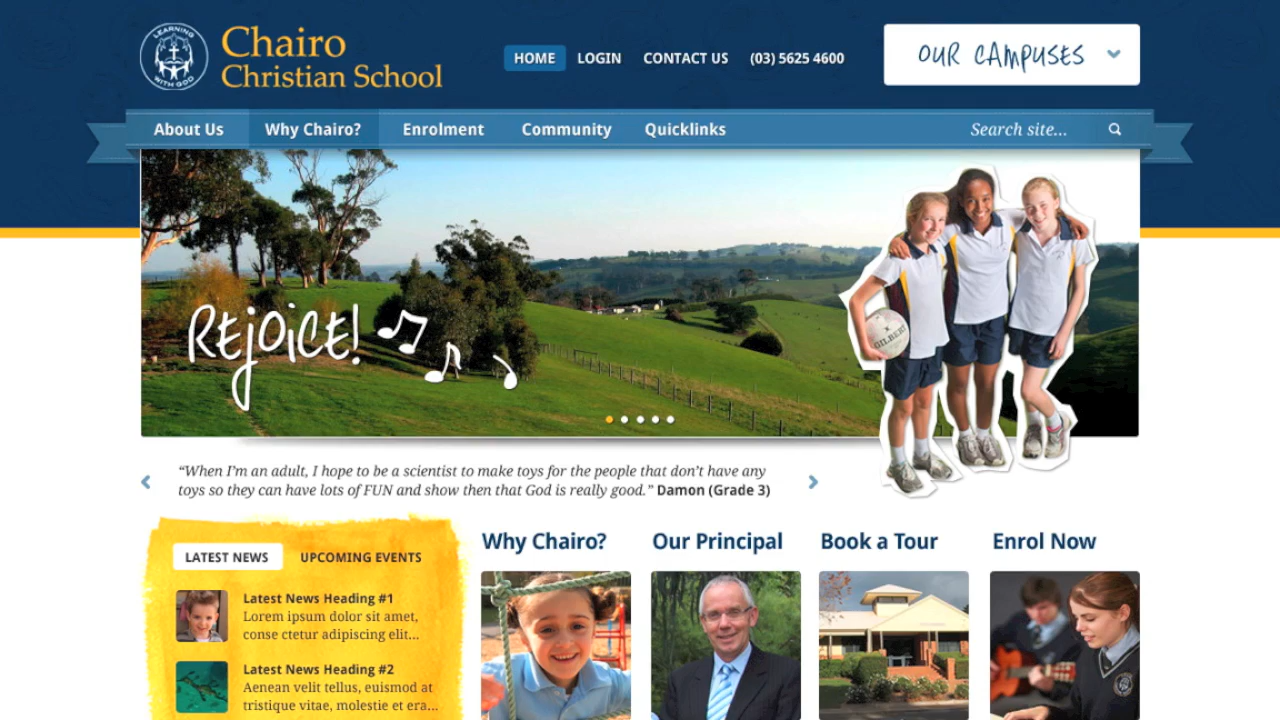 LEARNING
WITH GOD
Chairo
Christian School
HOME LOGIN CONTACT US (03) 5625 4600
OUR CAMPUSES
About Us Why Chairo? Enrolment Community Quicklinks Search site...
REJOICE!
GILBERT
“When I’m an adult, I hope to be a scientist to make toys for the people that don’t have any
toys so they can have lots of FUN and show then that God is really good.” Damon (Grade 3)
LATEST NEWS UPCOMING EVENTS
Latest News Heading #1
Lorem ipsum dolor sit amet,
conse ctetur adipiscing elit...
Latest News Heading #2
Aenean velit tellus, euismod at
tristique vitae, molestie et era...
Why Chairo? Our Principal Book a Tour Enrol Now